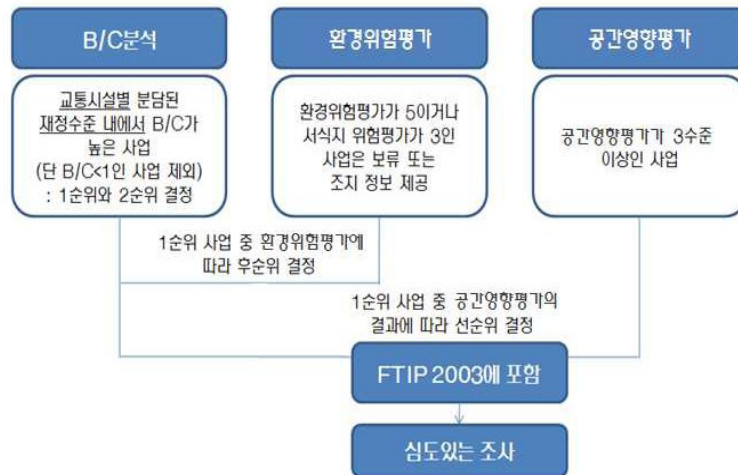 B/C분석
환경위험평가
공간영향평가
교통시설별 분담된
재정수준 내에서 B/C가
높은 사업
(단 B/C<1인 사업 제외)
: 1순위와 2순위 결정
환경위험평가가 5이거나
서식지 위험평가가 3인
사업은 보류 또는
조치 정보 제공
공간영향평가가 3수준
이상인 사업
1순위 사업 중 환경위험평가에
따라 후순위 결정
1순위 사업 중 공간영향평가의
결과에 따라 선순위 결정
FTIP 2003에 포함
심도있는 조사